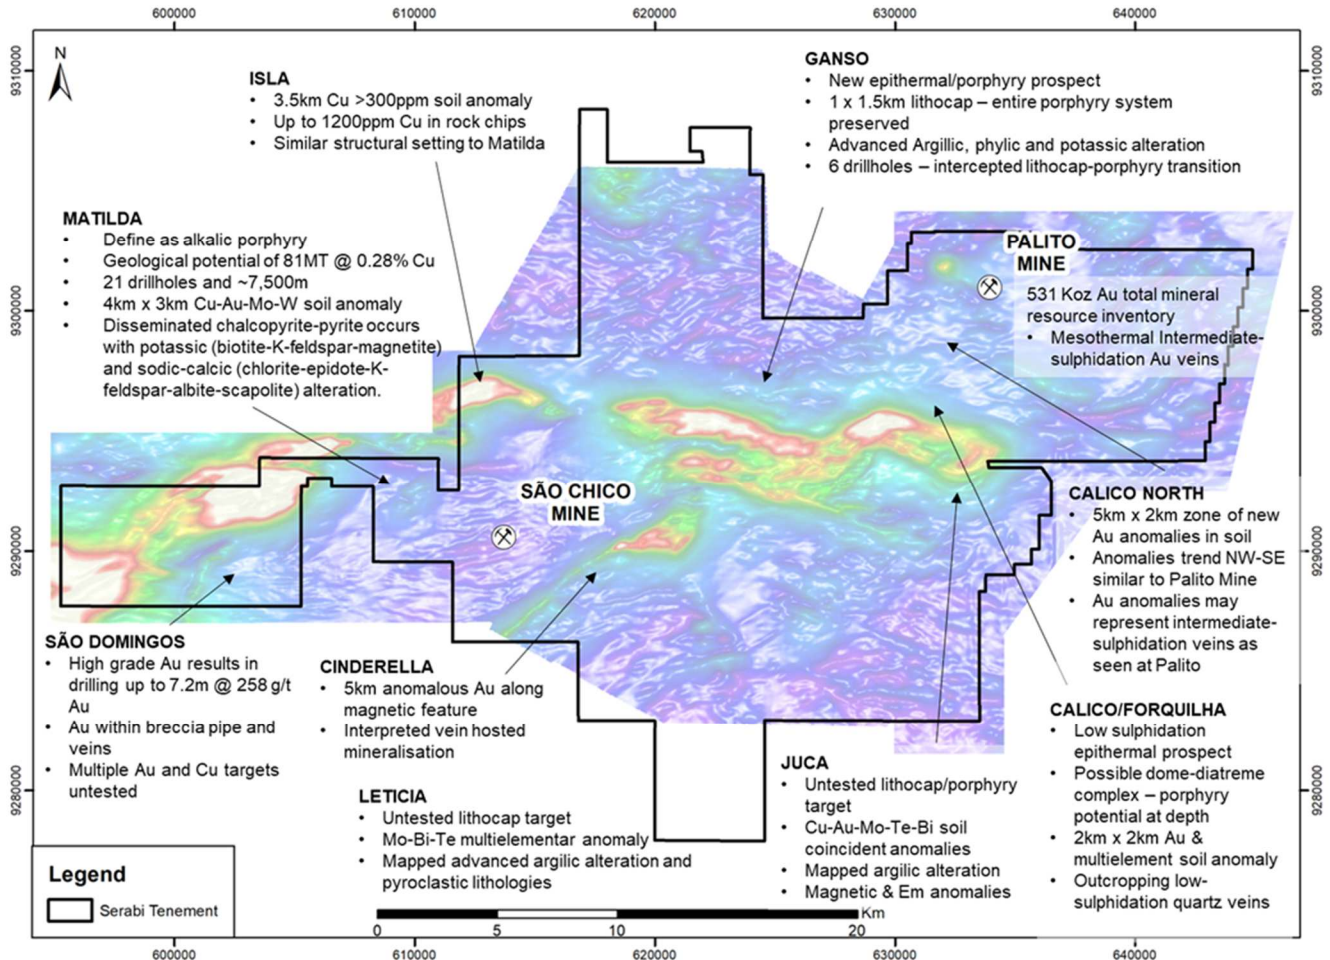 600000
610000
620000
630000
640000
9310000
9300000
9290000
9280000
9310000
9300000
9290000
9280000
N
ISLA
• 3.5km Cu >300ppm soil anomaly
• Up to 1200ppm Cu in rock chips
• Similar structural setting to Matilda
GANSO
• New epithermal/porphyry prospect
• 1 x 1.5km lithocap – entire porphyry system
preserved
• Advanced Argillic, phylic and potassic alteration
• 6 drillholes – intercepted lithocap-porphyry transition
MATILDA
• Define as alkalic porphyry
• Geological potential of 81MT @ 0.28% Cu
• 21 drillholes and ~7,500m
• 4km x 3km Cu-Au-Mo-W soil anomaly
• Disseminated chalcopyrite-pyrite occurs
with potassic (biotite-K-feldspar-magnetite)
and sodic-calcic (chlorite-epidote-K-
feldspar-albite-scapolite) alteration.
PALITO
MINE
531 Koz Au total mineral
resource inventory
• Mesothermal Intermediate-
sulphidation Au veins
SÃO CHICO
MINE
CALICO NORTH
• 5km x 2km zone of new
Au anomalies in soil
• Anomalies trend NW-SE
similar to Palito Mine
• Au anomalies may
represent intermediate-
sulphidation veins as
seen at Palito
SÃO DOMINGOS
• High grade Au results in
drilling up to 7.2m @ 258 g/t
Au
• Au within breccia pipe and
veins
• Multiple Au and Cu targets
untested
CINDERELLA
• 5km anomalous Au along
magnetic feature
• Interpreted vein hosted
mineralisation
LETICIA
• Untested lithocap target
• Mo-Bi-Te multielementar anomaly
• Mapped advanced argilic alteration and
pyroclastic lithologies
JUCA
• Untested lithocap/porphyry
target
• Cu-Au-Mo-Te-Bi soil
coincident anomalies
• Mapped argilic alteration
• Magnetic & Em anomalies
CALICO/FORQUILHA
• Low sulphidation
epithermal prospect
• Possible dome-diatreme
complex – porphyry
potential at depth
• 2km x 2km Au &
multielement soil anomaly
• Outcropping low-
sulphidation quartz veins
Legend
Serabi Tenement
Km
0 5 10 20
600000
610000
620000
630000
640000